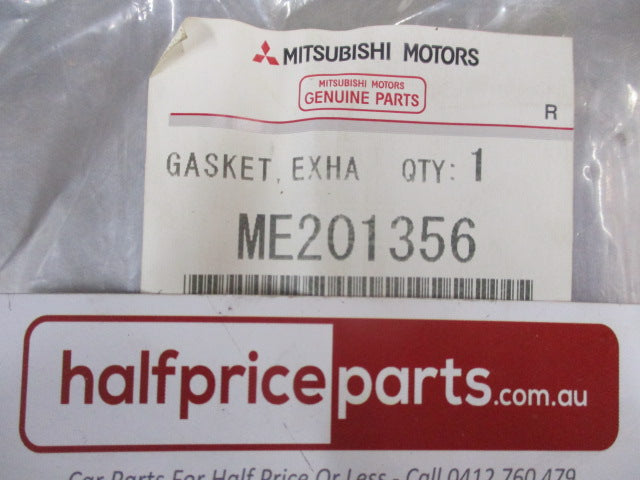 MITSUBISHI MOTORS
MITSUBISHI MOTORS
GENUINE PARTS
R
GASKET, EXHA QTY: 1
ME201356
halfpriceparts.com.au
Car Parts For Half Price Or Less - Call 0412 760 479